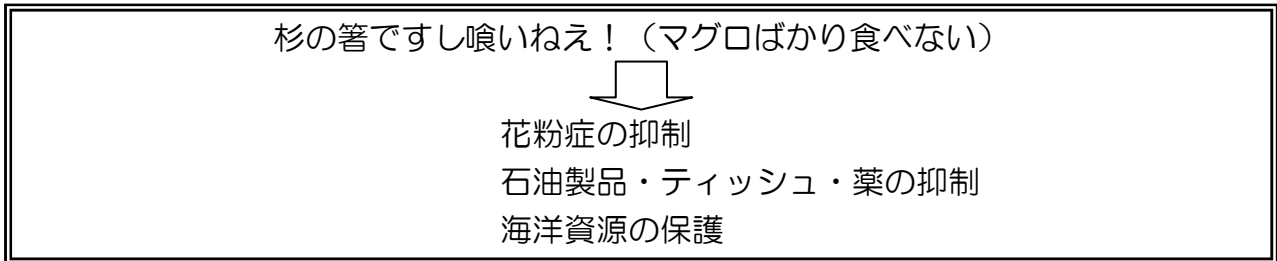 杉の箸ですし喰いねえ！（マグロばかり食べない）
花粉症の抑制
石油製品・ティッシュ・薬の抑制
海洋資源の保護